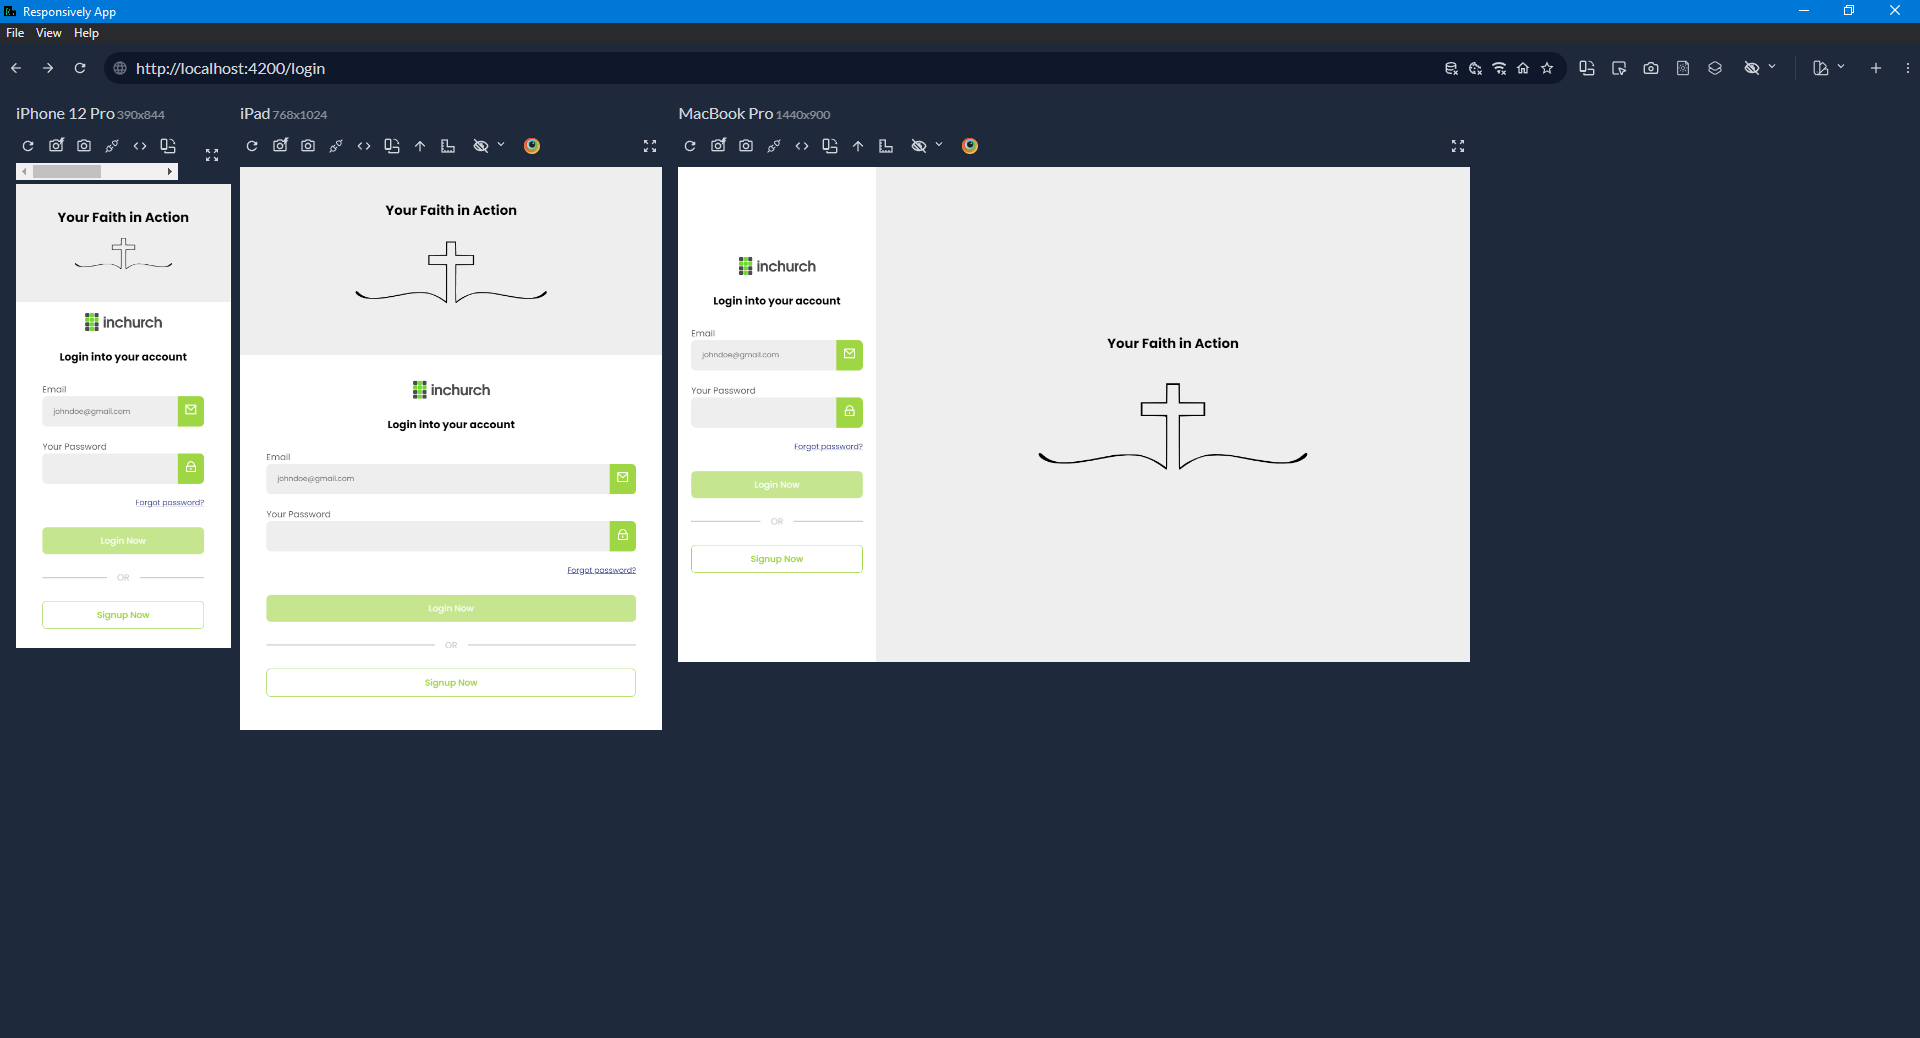 Responsively App
File View Help
http://localhost:4200/login
iPhone 12 Pro 390x844
Your Faith in Action
inchurch
Login into your account
Email
johndoe@gmail.com
Your Password
Forgot password?
Login Now
OR
Signup Now
iPad 768x1024
Your Faith in Action
inchurch
Login into your account
Email
johndoe@gmail.com
Your Password
Forgot password?
Login Now
OR
Signup Now
MacBook Pro 1440x900
inchurch
Login into your account
Email
johndoe@gmail.com
Your Password
Forgot password?
Login Now
OR
Signup Now
Your Faith in Action